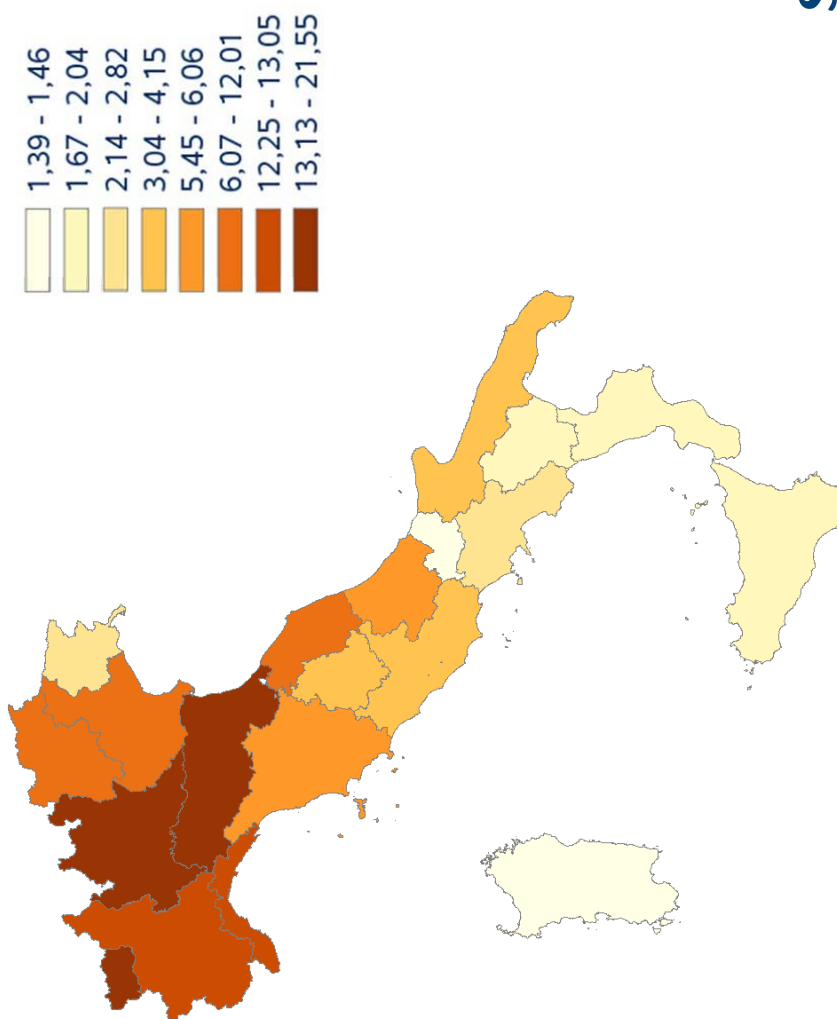 1,39 - 1,46
1,67 - 2,04
2,14 - 2,82
3,04 - 4,15
5,45 - 6,06
6,07 - 12,01
12,25 - 13,05
13,13 - 21,55